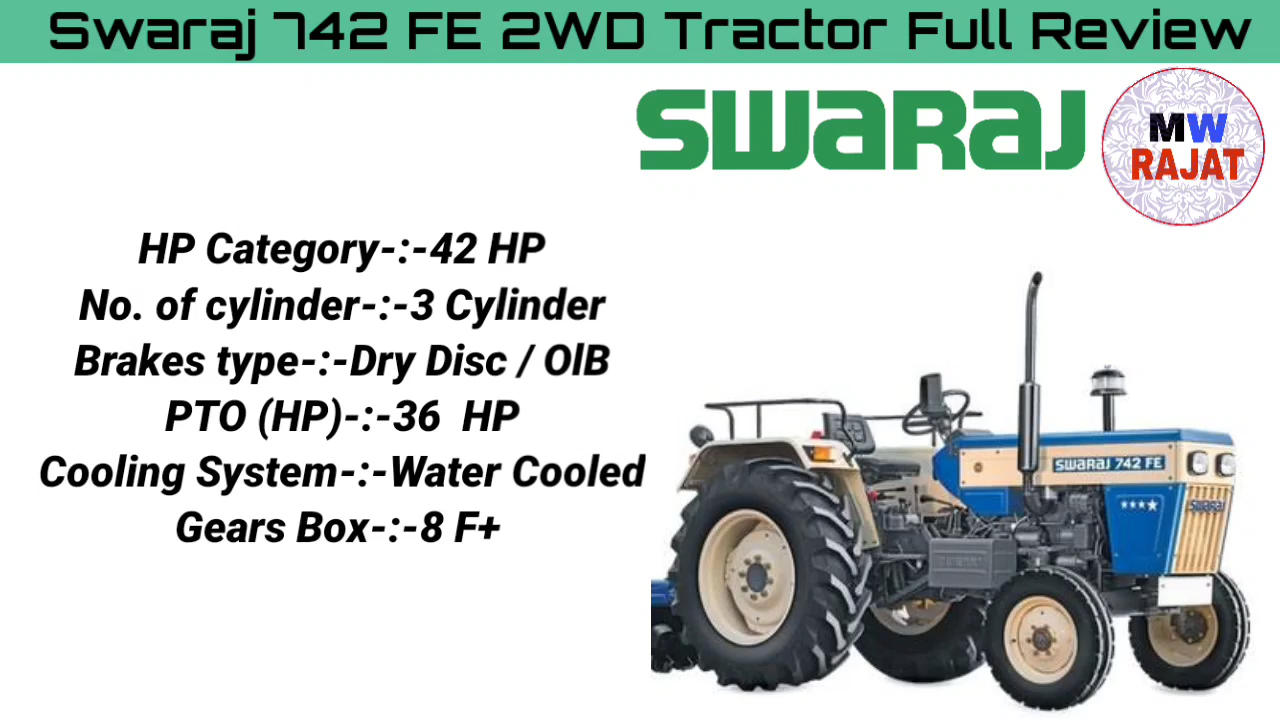 Swaraj 742 FE 2WD Tractor Full Review
SWARAJ
MW
RAJAT
HP Category-:-42 HP
No. of cylinder-:-3 Cylinder
Brakes type-:-Dry Disc / OlB
PTO (HP)-:-36 HP
Cooling System-:-Water Cooled
Gears Box-:-8 F+
SWARAJ 742 FE
SWARAJ